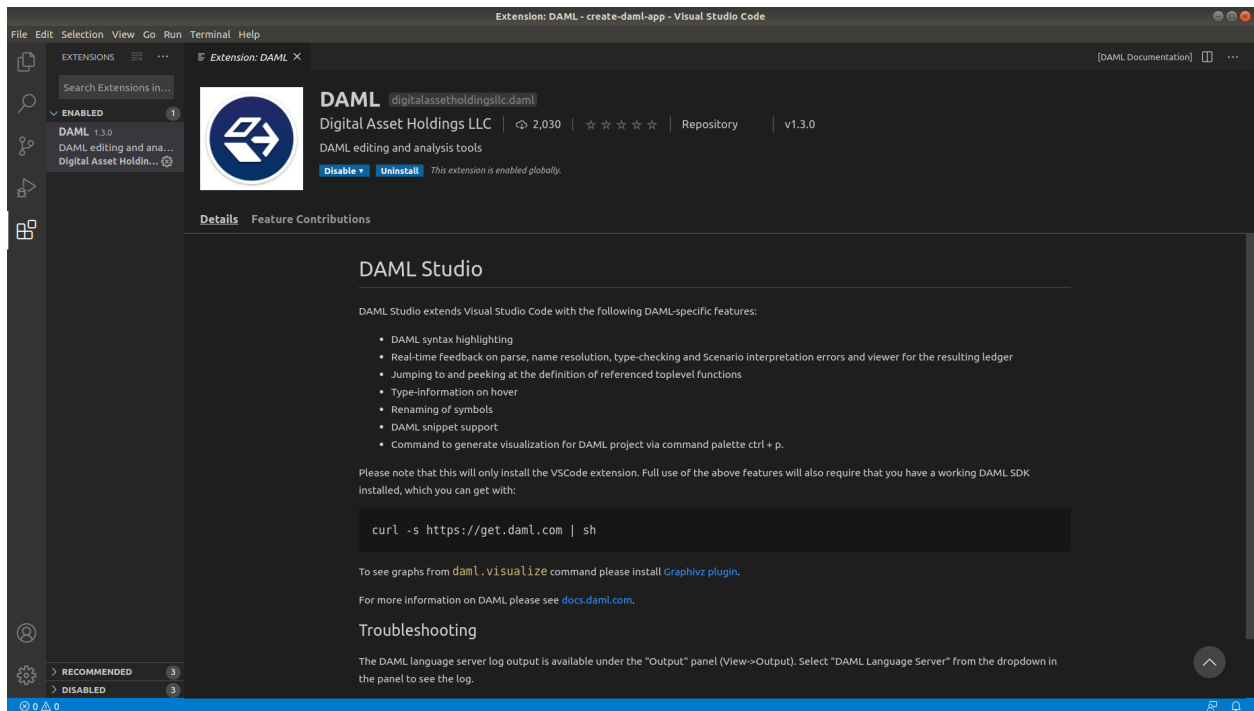 Extension: DAML - create-daml-app - Visual Studio Code
File Edit Selection View Go Run Terminal Help
EXTENSIONS
Search Extensions in...
ENABLED 1
DAML 1.3.0
DAML editing and ana...
Digital Asset Holdin...
RECOMMENDED 3
DISABLED 3
Extension: DAML
[DAML Documentation]
DAML digitalassetholdingsllc.daml
Digital Asset Holdings LLC | 2,030 | Repository | v1.3.0
DAML editing and analysis tools
Disable Uninstall This extension is enabled globally.
Details Feature Contributions
DAML Studio
DAML Studio extends Visual Studio Code with the following DAML-specific features:
• DAML syntax highlighting
• Real-time feedback on parse, name resolution, type-checking and Scenario interpretation errors and viewer for the resulting ledger
• Jumping to and peeking at the definition of referenced toplevel functions
• Type-information on hover
• Renaming of symbols
• DAML snippet support
• Command to generate visualization for DAML project via command palette ctrl + p.
Please note that this will only install the VSCode extension. Full use of the above features will also require that you have a working DAML SDK
installed, which you can get with:
curl -s https://get.daml.com | sh
To see graphs from daml.visualize command please install Graphivz plugin.
For more information on DAML please see docs.daml.com.
Troubleshooting
The DAML language server log output is available under the "Output" panel (View->Output). Select "DAML Language Server" from the dropdown in
the panel to see the log.
0 0